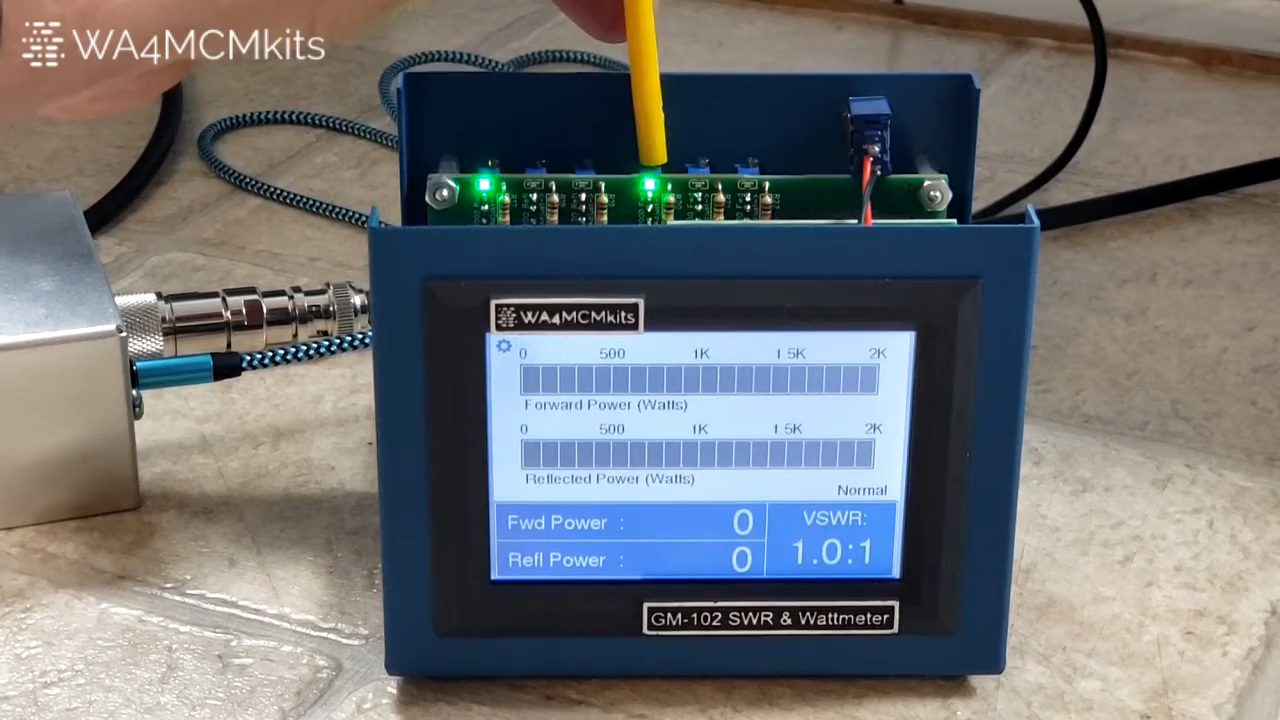 WA4MCMkits
WA4MCMkits
0 500 1K 1.5K 2K
Forward Power (Watts)
0 500 1K 1.5K 2K
Reflected Power (Watts)
Normal
Fwd Power : 0
Refl Power : 0
VSWR:
1.0:1
GM-102 SWR & Wattmeter